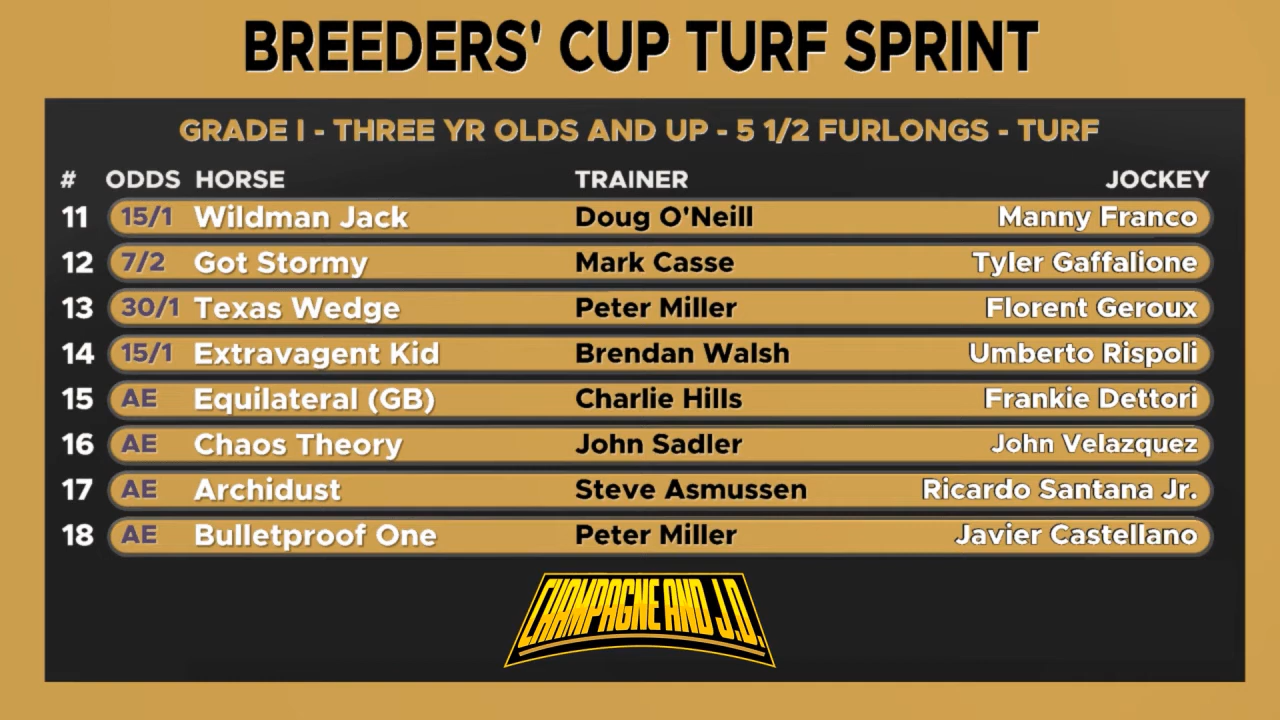 BREEDERS' CUP TURF SPRINT
GRADE I - THREE YR OLDS AND UP - 5 1/2 FURLONGS - TURF
# ODDS HORSE TRAINER JOCKEY
11 15/1 Wildman Jack Doug O'Neill Manny Franco
12 7/2 Got Stormy Mark Casse Tyler Gaffalione
13 30/1 Texas Wedge Peter Miller Florent Geroux
14 15/1 Extravagent Kid Brendan Walsh Umberto Rispoli
15 AE Equilateral (GB) Charlie Hills Frankie Dettori
16 AE Chaos Theory John Sadler John Velazquez
17 AE Archidust Steve Asmussen Ricardo Santana Jr.
18 AE Bulletproof One Peter Miller Javier Castellano
CHAMPAGNE AND J.D.